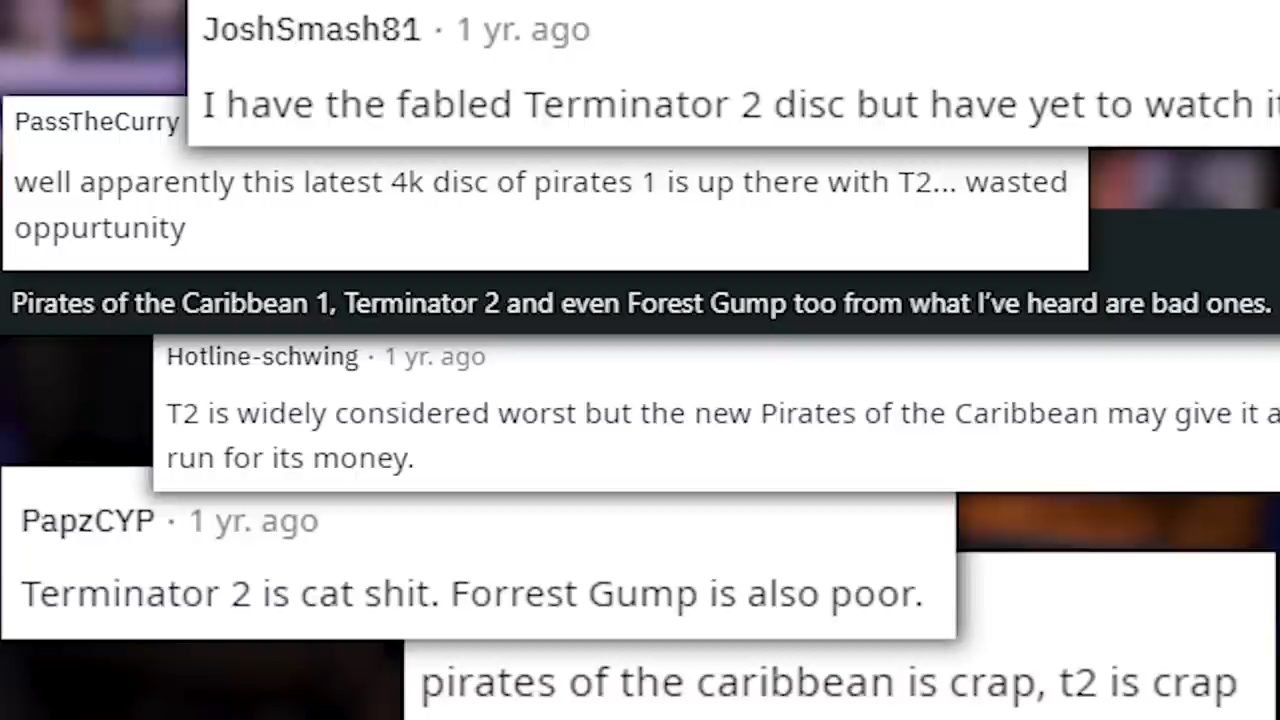 JoshSmash81 · 1 yr. ago
I have the fabled Terminator 2 disc but have yet to watch it
PassTheCurry
well apparently this latest 4k disc of pirates 1 is up there with T2... wasted
oppurtunity
Pirates of the Caribbean 1, Terminator 2 and even Forest Gump too from what I've heard are bad ones.
Hotline-schwing · 1 yr. ago
T2 is widely considered worst but the new Pirates of the Caribbean may give it a
run for its money.
PapzCYP · 1 yr. ago
Terminator 2 is cat shit. Forrest Gump is also poor.
pirates of the caribbean is crap, t2 is crap